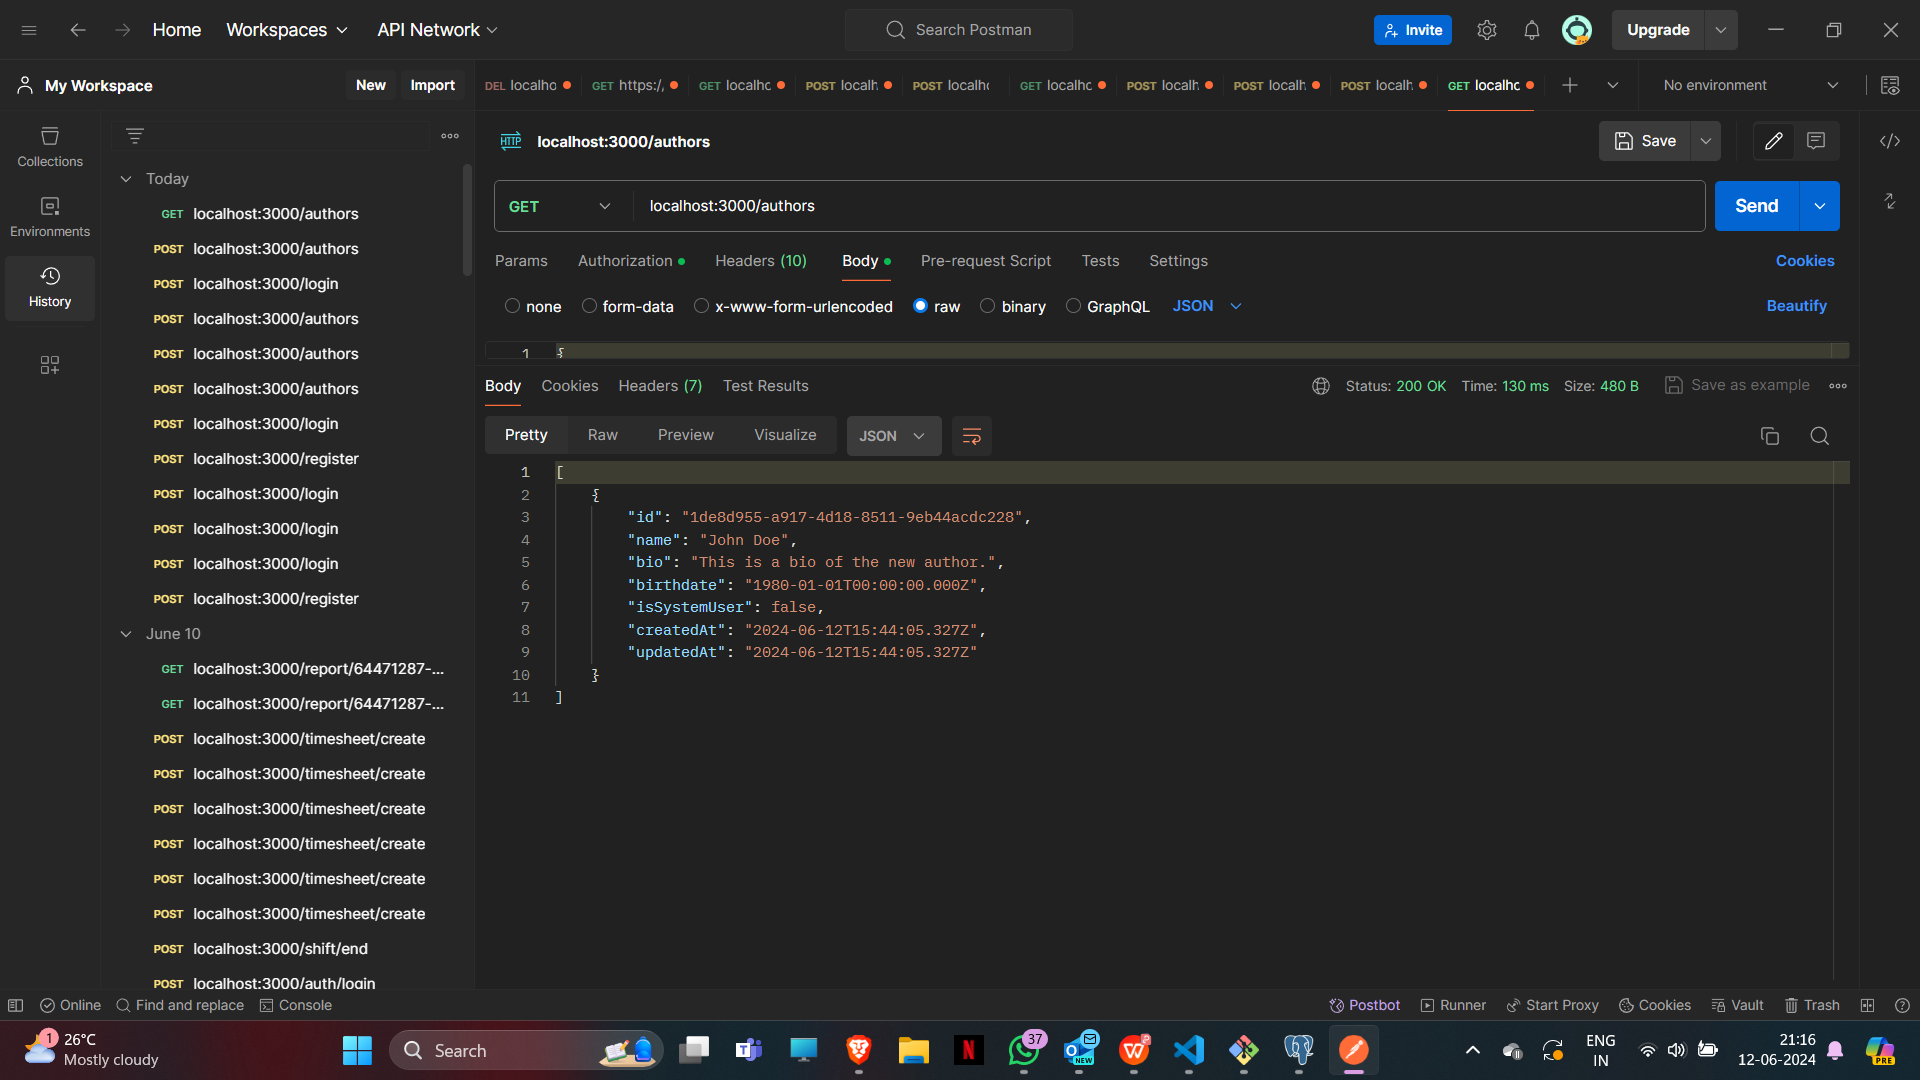 Home Workspaces API Network Search Postman Invite Upgrade
My Workspace New Import DEL localho GET https:/, GET localhc POST localh. POST localhc GET localhc POST localh. POST localh. POST localh. GET localhc No environment
Collections
Environments
History
Today
GET localhost:3000/authors
POST localhost:3000/authors
POST localhost:3000/login
POST localhost:3000/authors
POST localhost:3000/authors
POST localhost:3000/authors
POST localhost:3000/login
POST localhost:3000/register
POST localhost:3000/login
POST localhost:3000/login
POST localhost:3000/login
POST localhost:3000/register
June 10
GET localhost:3000/report/64471287-...
GET localhost:3000/report/64471287-...
POST localhost:3000/timesheet/create
POST localhost:3000/timesheet/create
POST localhost:3000/timesheet/create
POST localhost:3000/timesheet/create
POST localhost:3000/timesheet/create
POST localhost:3000/timesheet/create
POST localhost:3000/shift/end
POST localhost:3000/auth/login
HTTP localhost:3000/authors Save
GET localhost:3000/authors Send
Params Authorization Headers (10) Body Pre-request Script Tests Settings Cookies
none form-data x-www-form-urlencoded raw binary GraphQL JSON Beautify
1 {
Body Cookies Headers (7) Test Results Status: 200 OK Time: 130 ms Size: 480 B Save as example
Pretty Raw Preview Visualize JSON
1 [
2 {
3 "id": "1de8d955-a917-4d18-8511-9eb44acdc228",
4 "name": "John Doe",
5 "bio": "This is a bio of the new author.",
6 "birthdate": "1980-01-01T00:00:00.000Z",
7 "isSystemUser": false,
8 "createdAt": "2024-06-12T15:44:05.327Z",
9 "updatedAt": "2024-06-12T15:44:05.327Z"
10 }
11 ]
Online Find and replace Console Postbot Runner Start Proxy Cookies Vault Trash
1 26°C
Mostly cloudy
Search
37
NEW
ENG
IN
21:16
12-06-2024
PRE